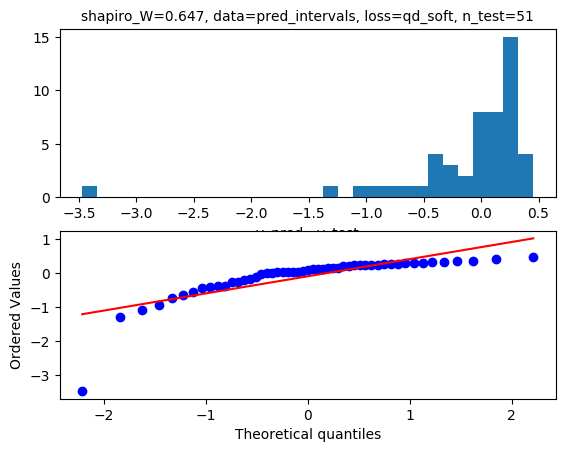 shapiro_W=0.647, data=pred_intervals, loss=qd_soft, n_test=51
15
10
5
0
−3.5 −3.0 −2.5 −2.0 −1.5 −1.0 −0.5 0.0 0.5
1
0
−1
−2
−3
Ordered Values
−2 −1 0 1 2
Theoretical quantiles